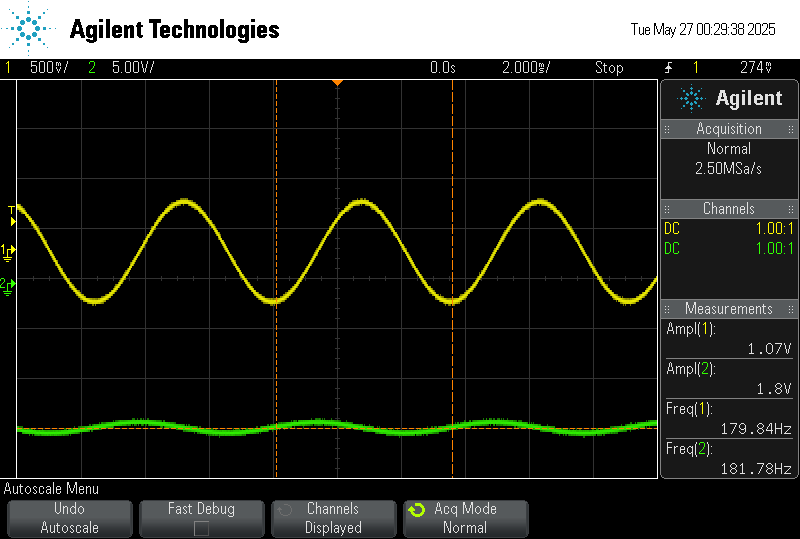 Agilent Technologies
Tue May 27 00:29:38 2025
1 500mV/ 2 5.00V/ 0.0s 2.000ms/ Stop 1 274mV
Agilent
Acquisition
Normal
2.50MSa/s
Channels
DC 1.00:1
DC 1.00:1
Measurements
Ampl(1):
1.07V
Ampl(2):
1.8V
Freq(1):
179.84Hz
Freq(2):
181.78Hz
T
1
2
Autoscale Menu
Undo
Autoscale
Fast Debug
Channels
Displayed
Acq Mode
Normal